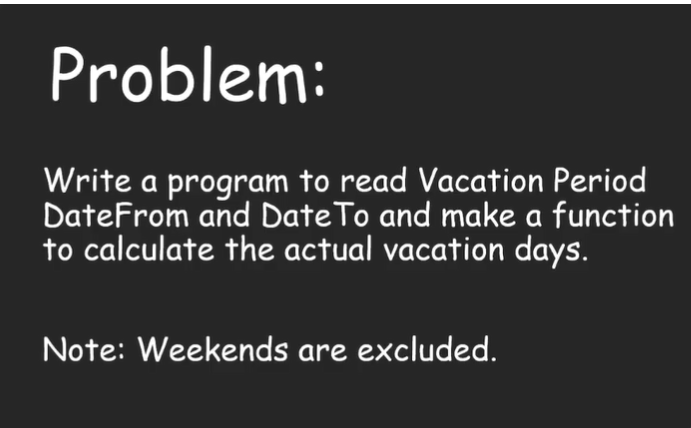 Problem:
Write a program to read Vacation Period
DateFrom and DateTo and make a function
to calculate the actual vacation days.
Note: Weekends are excluded.